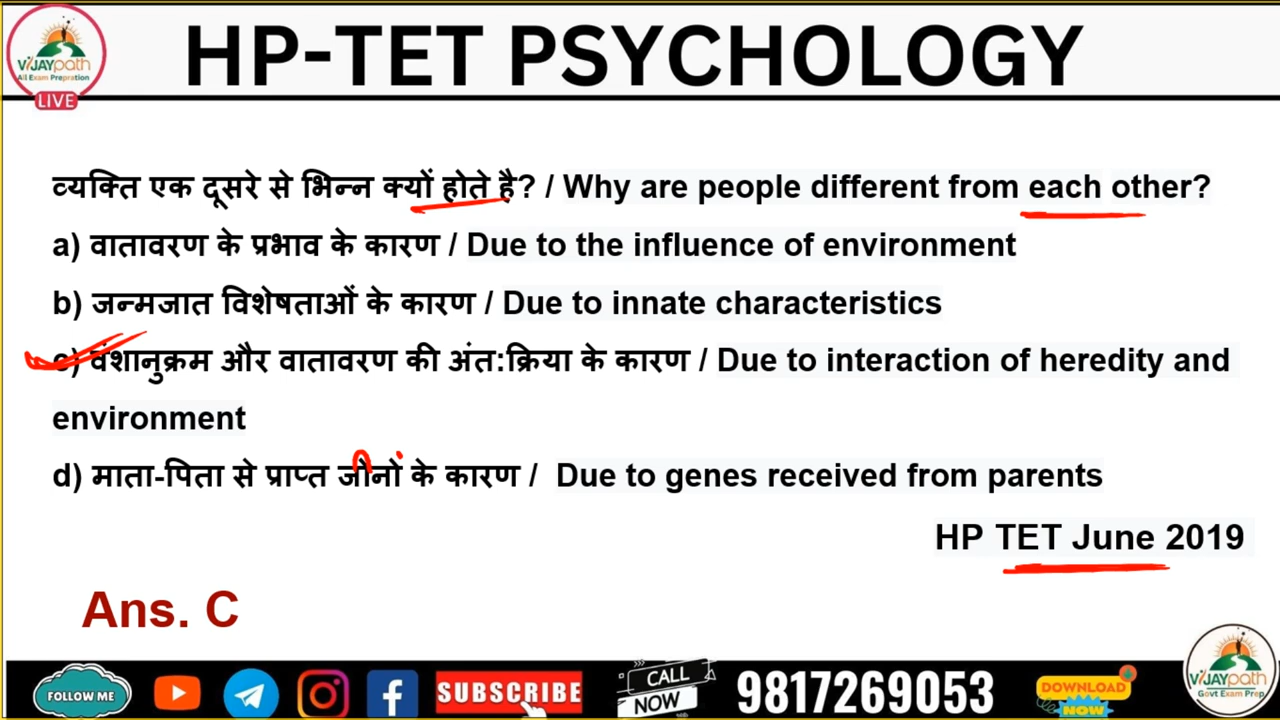 VIJAYpath
All Exam Prepration
LIVE
HP-TET PSYCHOLOGY
व्यक्ति एक दूसरे से भिन्न क्यों होते है? / Why are people different from each other?
a) वातावरण के प्रभाव के कारण / Due to the influence of environment
b) जन्मजात विशेषताओं के कारण / Due to innate characteristics
c) वंशानुक्रम और वातावरण की अंत:क्रिया के कारण / Due to interaction of heredity and
environment
d) माता-पिता से प्राप्त जीनों के कारण / Due to genes received from parents
HP TET June 2019
Ans. C
FOLLOW ME
SUBSCRIBE
CALL
NOW
9817269053
DOWNLOAD
NOW
VIJAYpath
Govt Exam Prep